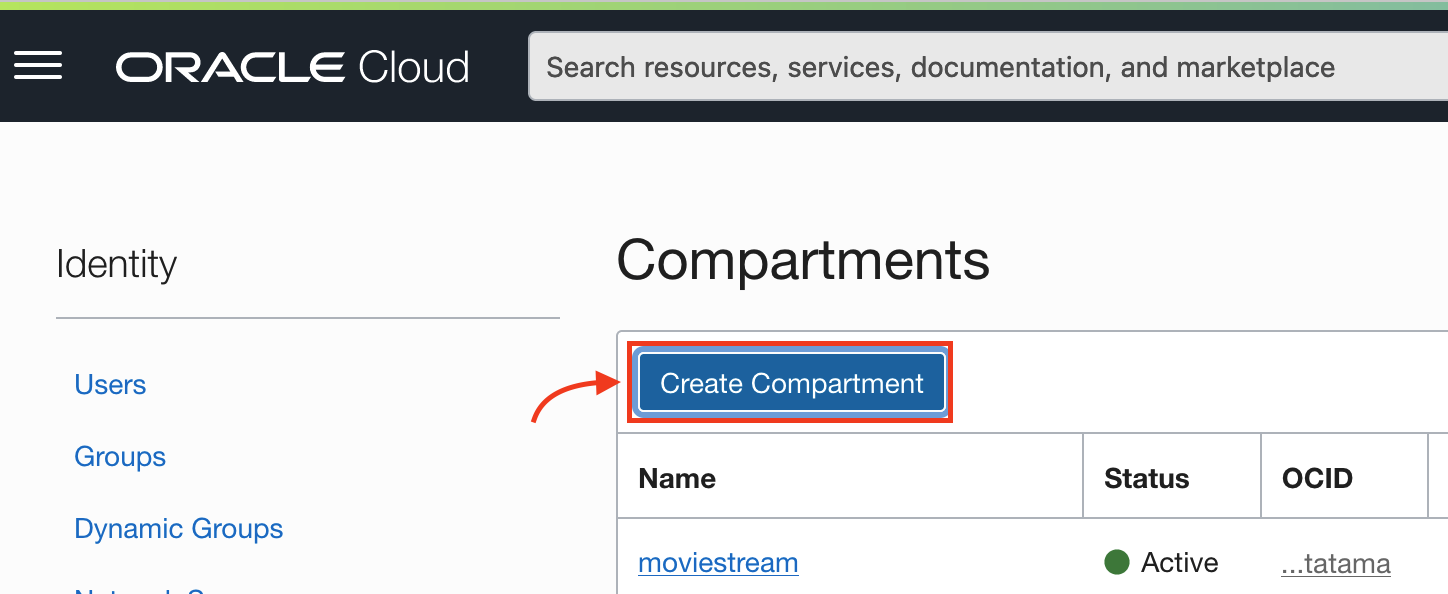 ORACLE Cloud
Search resources, services, documentation, and marketplace
Identity
Users
Groups
Dynamic Groups
Compartments
Create Compartment
Name Status OCID
moviestream Active ...tatama